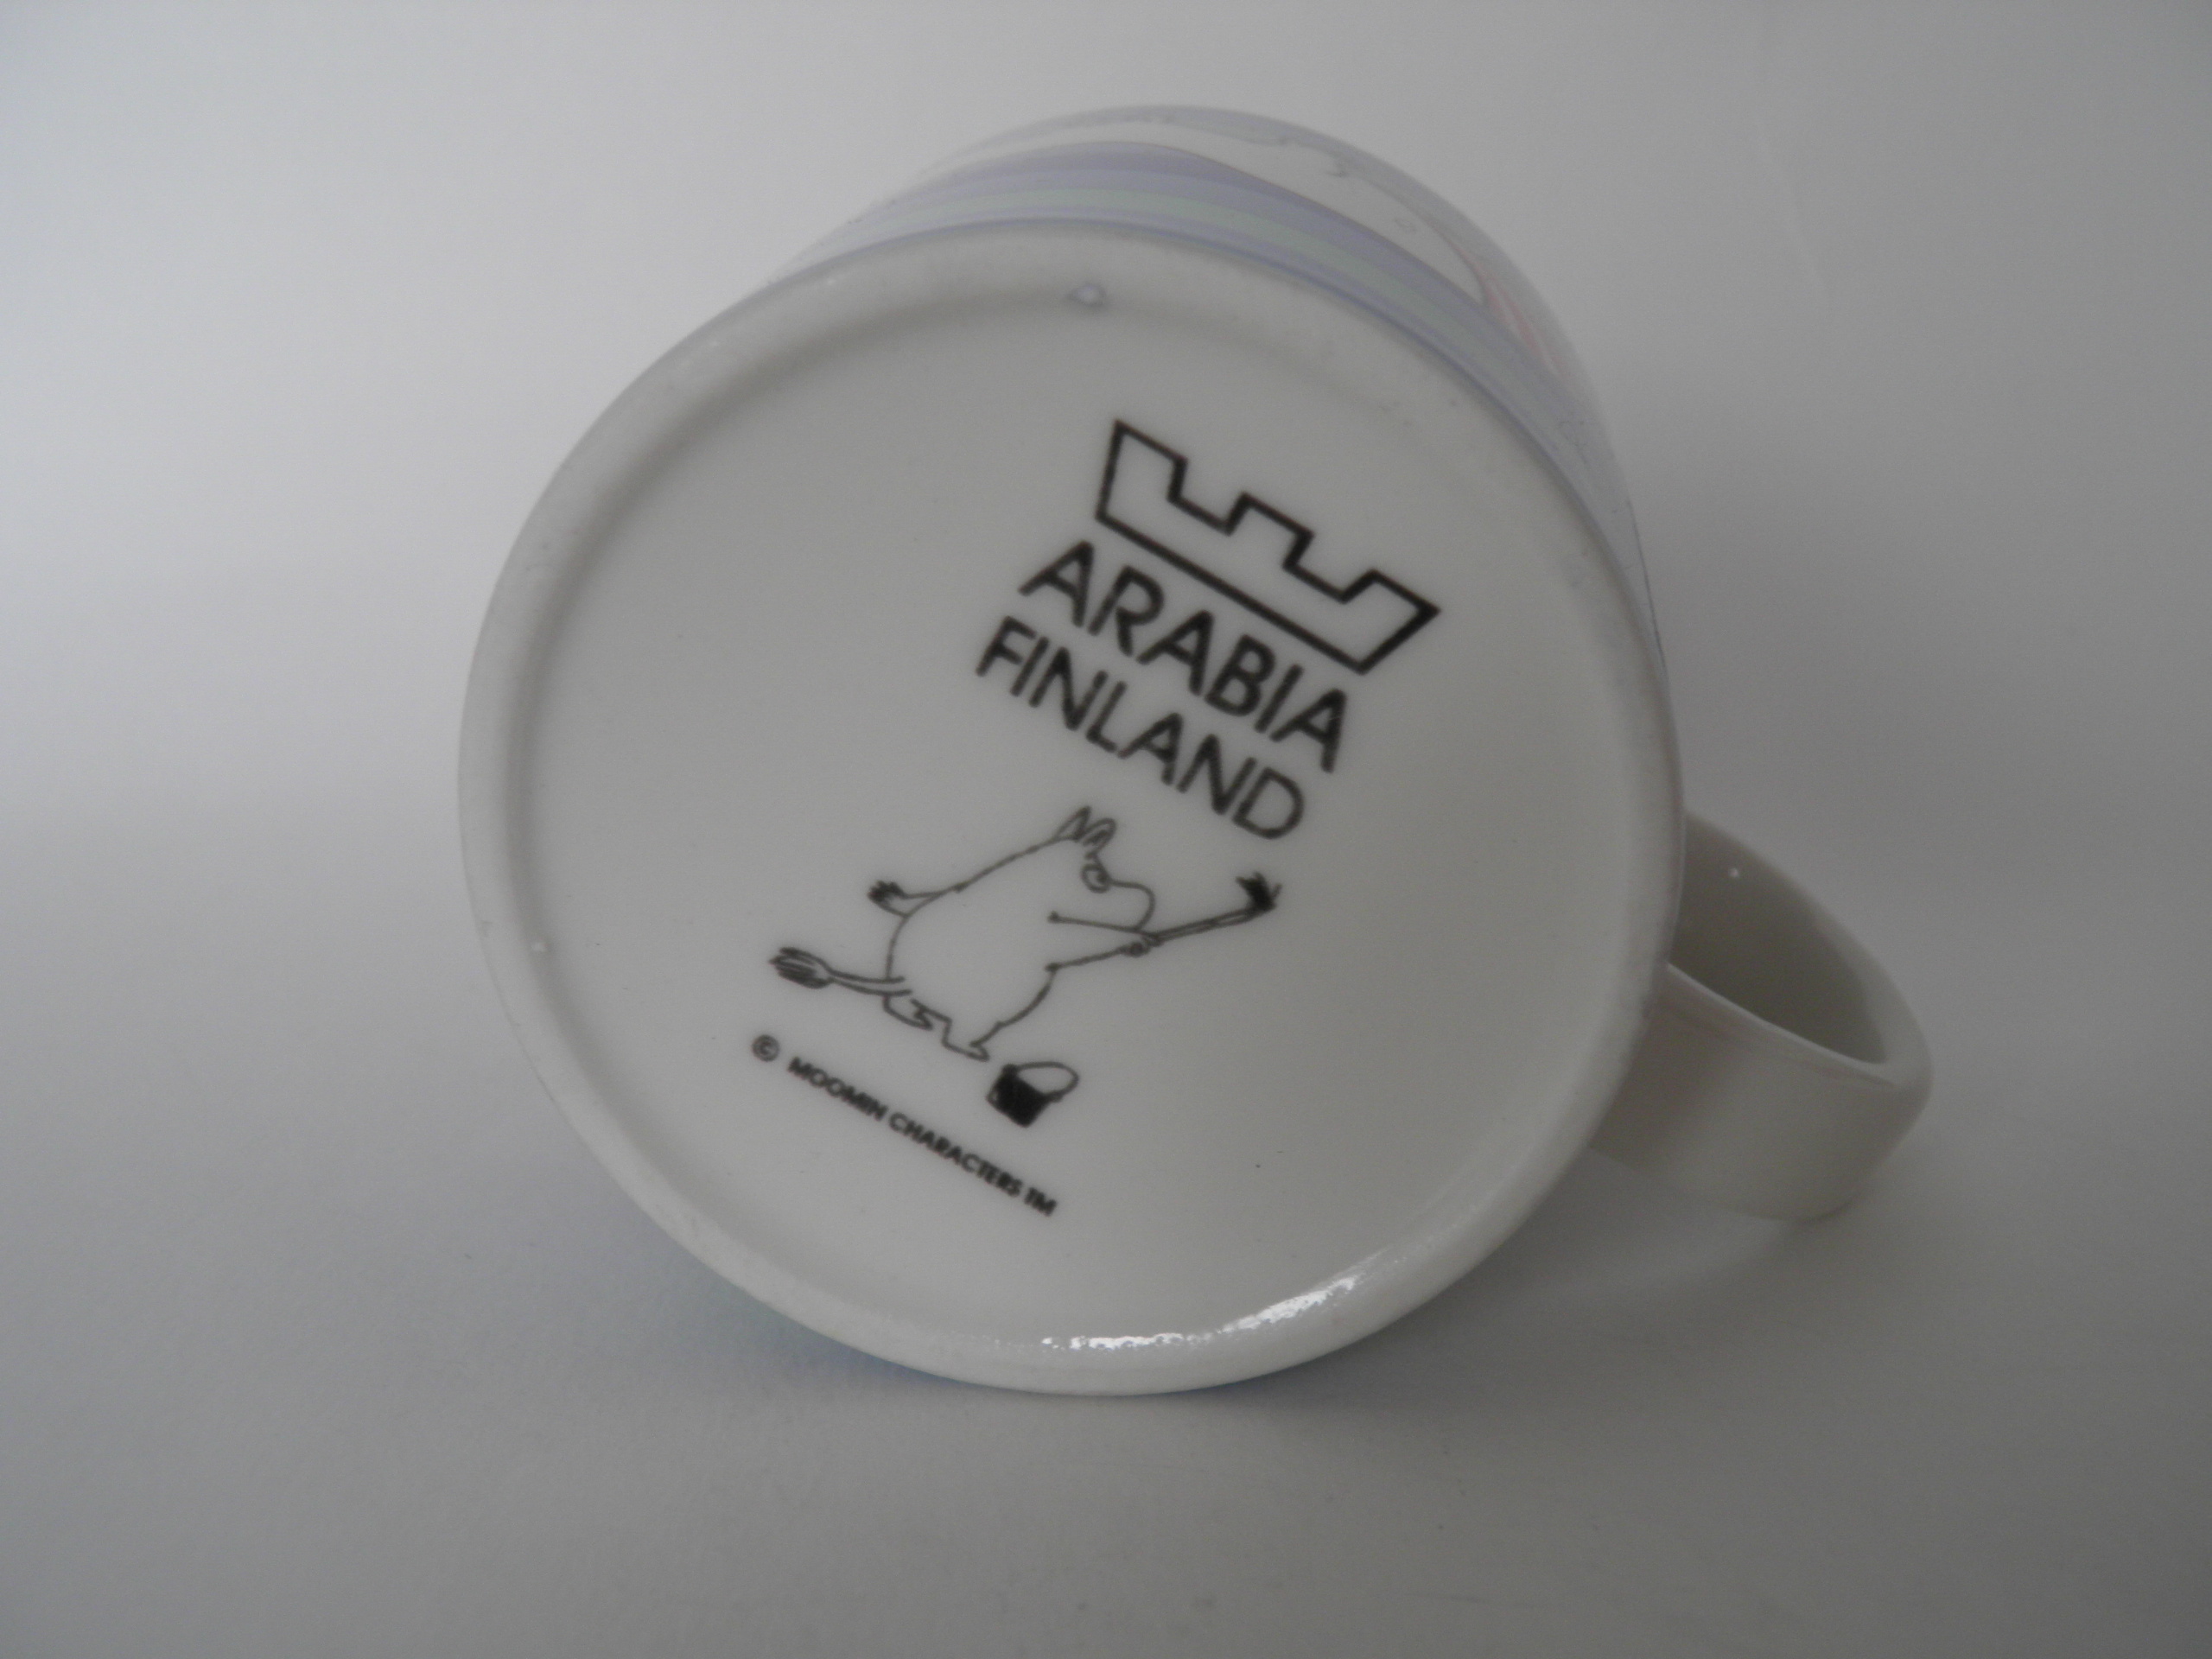 ARABIA
FINLAND
© MOOMIN CHARACTERS TM